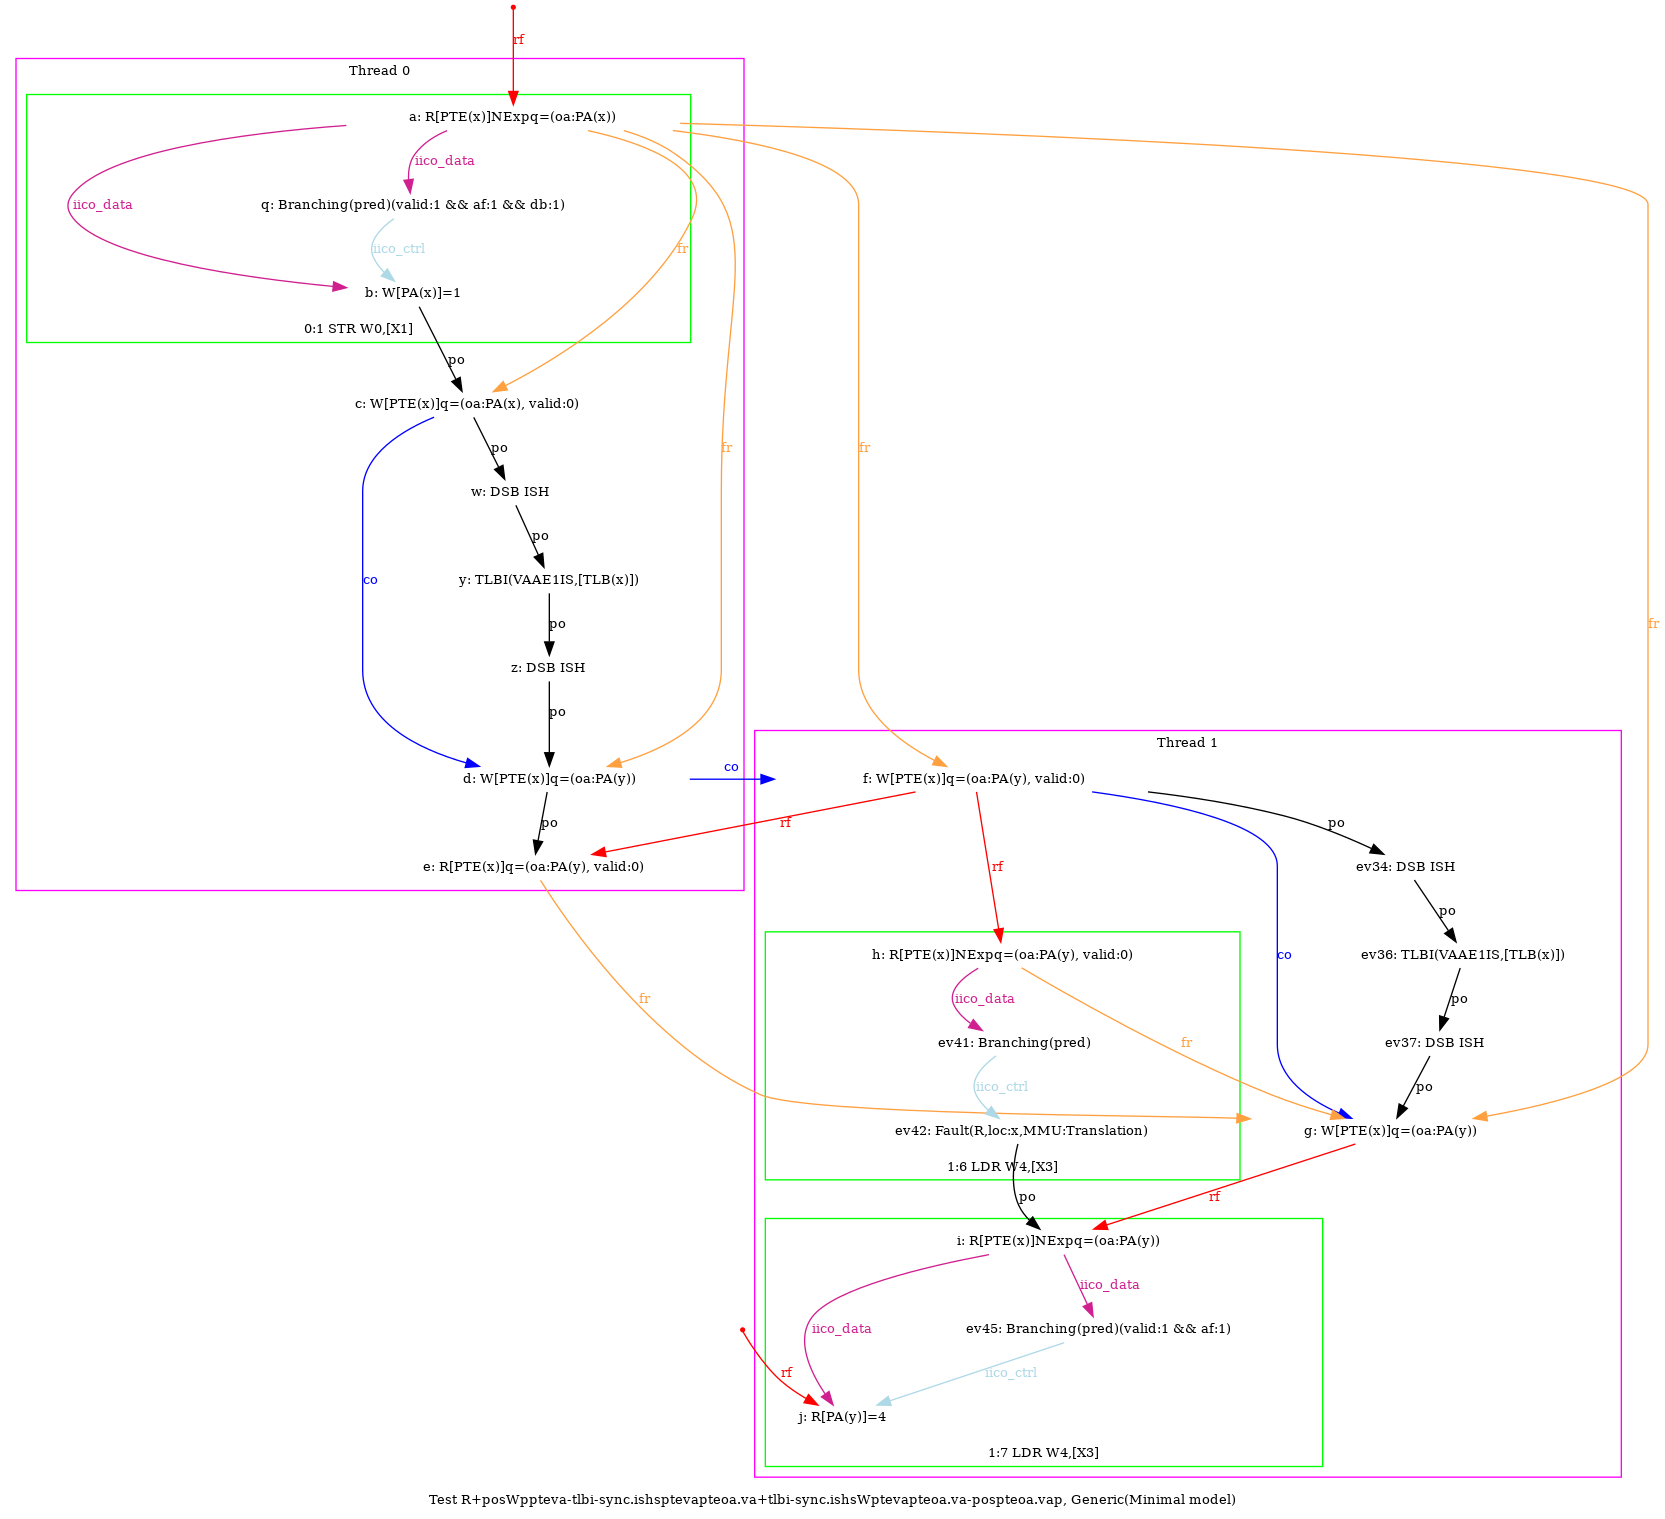 rf
Thread 0
a: R[PTE(x)]NExpq=(oa:PA(x))
iico_data
iico_data
q: Branching(pred)(valid:1 && af:1 && db:1)
iico_ctrl
fr
b: W[PA(x)]=1
0:1 STR W0,[X1]
po
c: W[PTE(x)]q=(oa:PA(x), valid:0)
po
fr
fr
w: DSB ISH
po
co
y: TLBI(VAAE1IS,[TLB(x)])
po
fr
z: DSB ISH
po
Thread 1
co
d: W[PTE(x)]q=(oa:PA(y))
f: W[PTE(x)]q=(oa:PA(y), valid:0)
po
rf
po
e: R[PTE(x)]q=(oa:PA(y), valid:0)
rf
ev34: DSB ISH
po
h: R[PTE(x)]NExpq=(oa:PA(y), valid:0)
co
ev36: TLBI(VAAE1IS,[TLB(x)])
fr
iico_data
po
ev41: Branching(pred)
fr
ev37: DSB ISH
iico_ctrl
po
ev42: Fault(R,loc:x,MMU:Translation)
g: W[PTE(x)]q=(oa:PA(y))
1:6 LDR W4,[X3]
po
rf
i: R[PTE(x)]NExpq=(oa:PA(y))
iico_data
iico_data
ev45: Branching(pred)(valid:1 && af:1)
rf
iico_ctrl
j: R[PA(y)]=4
1:7 LDR W4,[X3]
Test R+posWppteva-tlbi-sync.ishsptevapteoa.va+tlbi-sync.ishsWptevapteoa.va-pospteoa.vap, Generic(Minimal model)